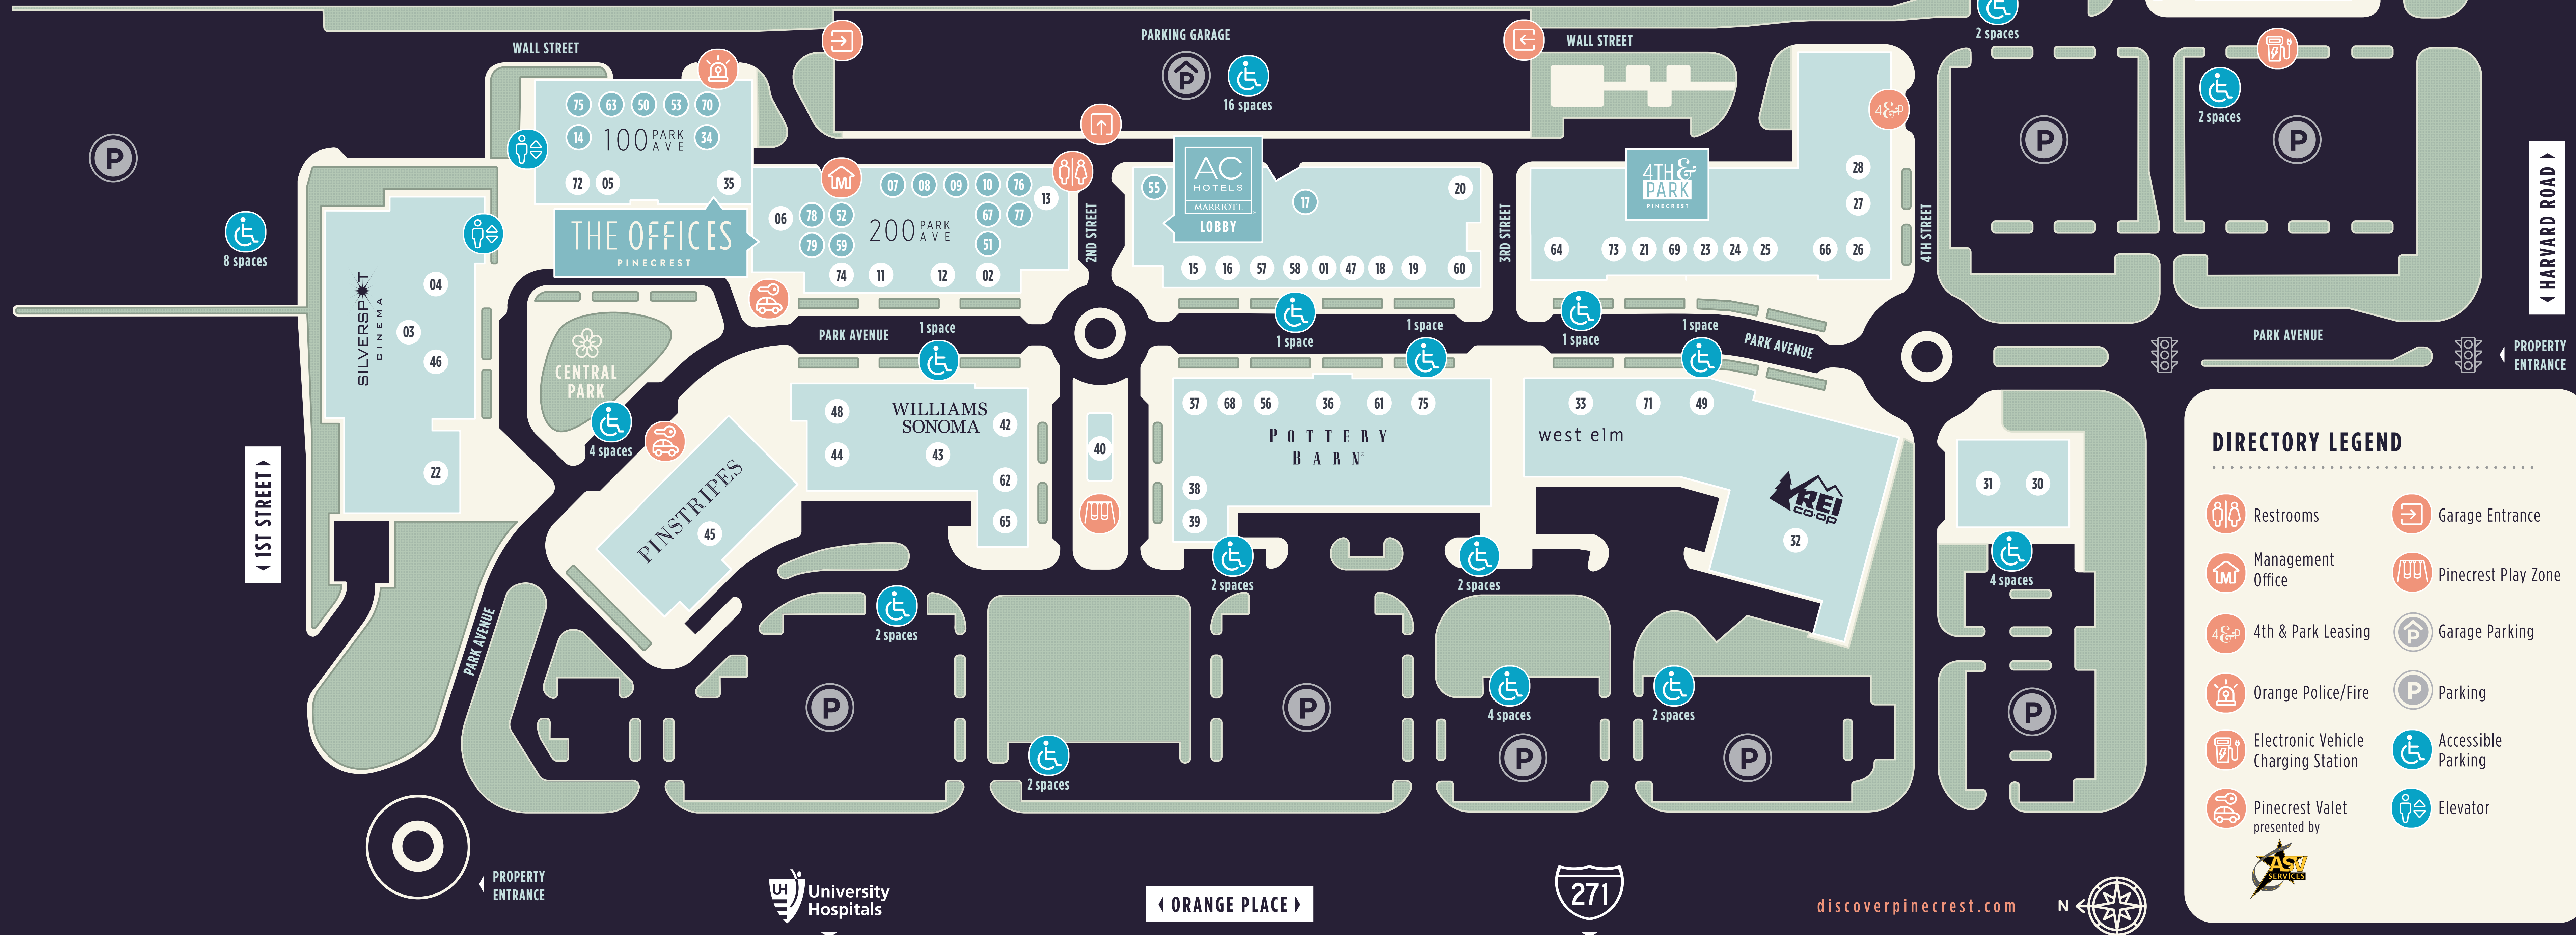 2 spaces
WALL STREET
PARKING GARAGE
P
16 spaces
WALL STREET
4&P
2 spaces
P
P
P
75 63 50 53 70
14 100 PARK AVE 34
72 05 35
8 spaces
THE OFFICES
PINECREST
M
07 08 09 10 76 13
06 78 52 67 77
200 PARK AVE
79 59 51
74 11 12 02
2ND STREET
55
AC
HOTELS
MARRIOTT
LOBBY
17
20
15 16 57 58 01 47 18 19 60
3RD STREET
4TH &
PARK
PINECREST
28
27
64 73 21 69 23 24 25 66 26
4TH STREET
HARVARD ROAD
SILVERSPOT
CINEMA
04
03
46
22
1ST STREET
CENTRAL
PARK
4 spaces
PARK AVENUE
1 space
1 space
1 space
1 space
1 space
PARK AVENUE
PARK AVENUE
PROPERTY
ENTRANCE
PINSTRIPES
45
48
WILLIAMS
SONOMA
42
44 43
62
65
40
37 68 56 36 61 75
POTTERY
BARN
38
39
33 71 49
west elm
REI
CO·OP
32
31 30
4 spaces
2 spaces
2 spaces
2 spaces
4 spaces
2 spaces
2 spaces
P
P
P
P
P
PARK AVENUE
PROPERTY
ENTRANCE
UH
University
Hospitals
ORANGE PLACE
271
discoverpinecrest.com
N
DIRECTORY LEGEND
Restrooms
M
Management
Office
4&P
4th & Park Leasing
Orange Police/Fire
Electronic Vehicle
Charging Station
Pinecrest Valet
presented by
ASV
SERVICES
Garage Entrance
Pinecrest Play Zone
P
Garage Parking
P
Parking
Accessible
Parking
Elevator